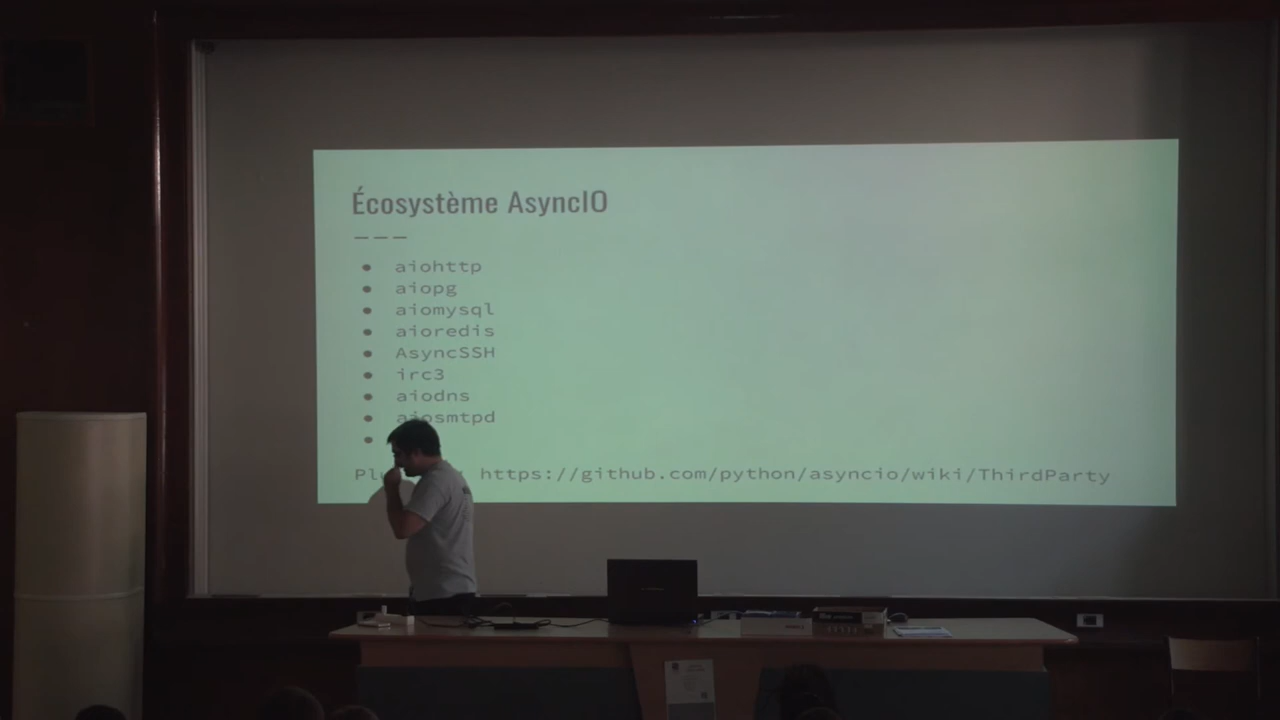 Écosystème AsyncIO
---
● aiohttp
● aiopg
● aiomysql
● aioredis
● AsyncSSH
● irc3
● aiodns
● aiosmtpd
●
https://github.com/python/asyncio/wiki/ThirdParty